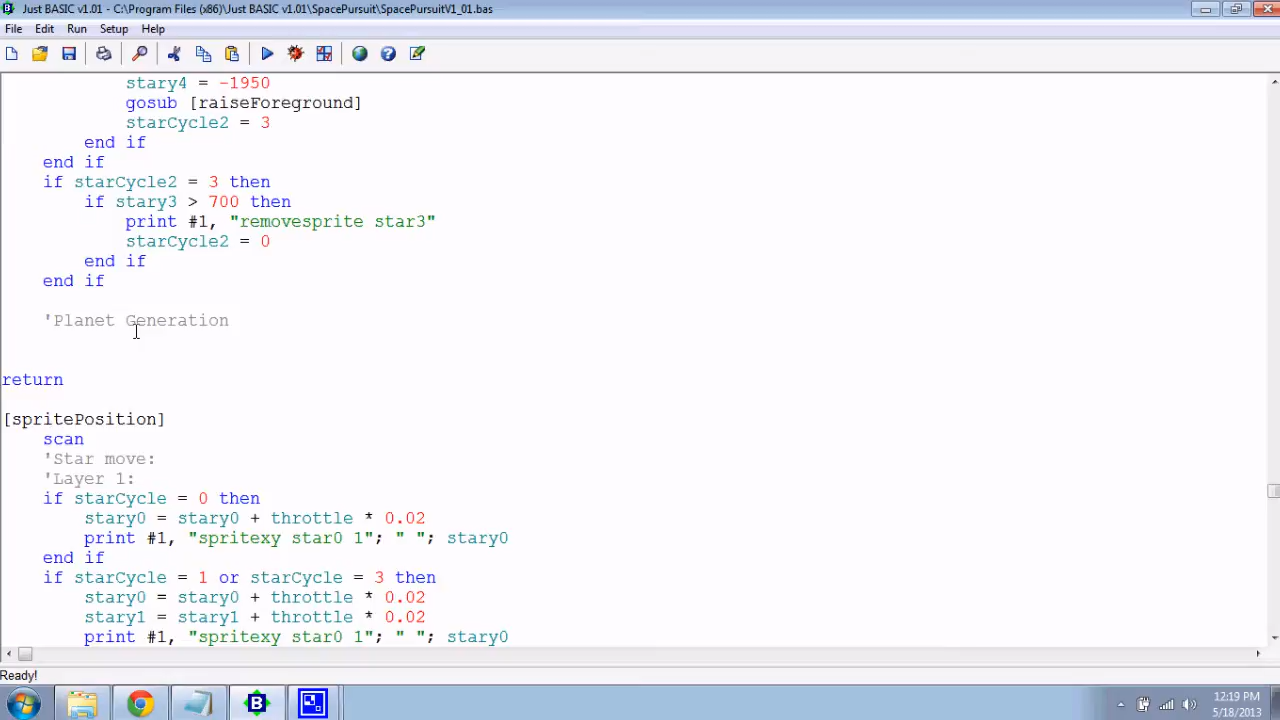 Just BASIC v1.01 - C:\Program Files (x86)\Just BASIC v1.01\SpacePursuit\SpacePursuitV1_01.bas
File Edit Run Setup Help
stary4 = -1950
gosub [raiseForeground]
starCycle2 = 3
end if
end if
if starCycle2 = 3 then
if stary3 > 700 then
print #1, "removesprite star3"
starCycle2 = 0
end if
end if
'Planet Generation
return
[spritePosition]
scan
'Star move:
'Layer 1:
if starCycle = 0 then
stary0 = stary0 + throttle * 0.02
print #1, "spritexy star0 1"; " "; stary0
end if
if starCycle = 1 or starCycle = 3 then
stary0 = stary0 + throttle * 0.02
stary1 = stary1 + throttle * 0.02
print #1, "spritexy star0 1"; " "; stary0
Ready!
12:19 PM
5/18/2013